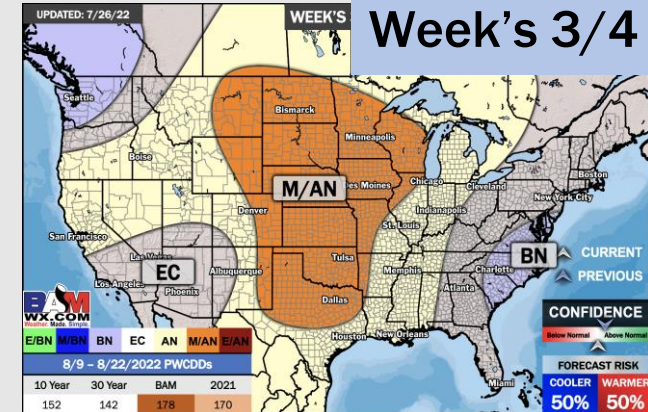 UPDATED: 7/26/22
WEEK'S
Week's 3/4
Seattle
Bismarck
Minneapolis
Boise
Boston
Des Moines
Chicago
Cleveland
New York City
M/AN
Denver
Indianapolis
San Francisco
St. Louis
BN
CURRENT
Las Vegas
EC
Tulsa
Charlotte
PREVIOUS
Los Angeles
Phoenix
Albuquerque
Memphis
Atlanta
Dallas
CONFIDENCE
BAM
WX.COM
Weather. Made. Simple.
Houston
New Orleans
Below Normal
Above Normal
E/BN M/BN BN EC AN M/AN E/AN
FORECAST RISK
8/9 – 8/22/2022 PWCDDs
Miami
COOLER WARMER
10 Year 30 Year BAM 2021
50% 50%
152 142 178 170